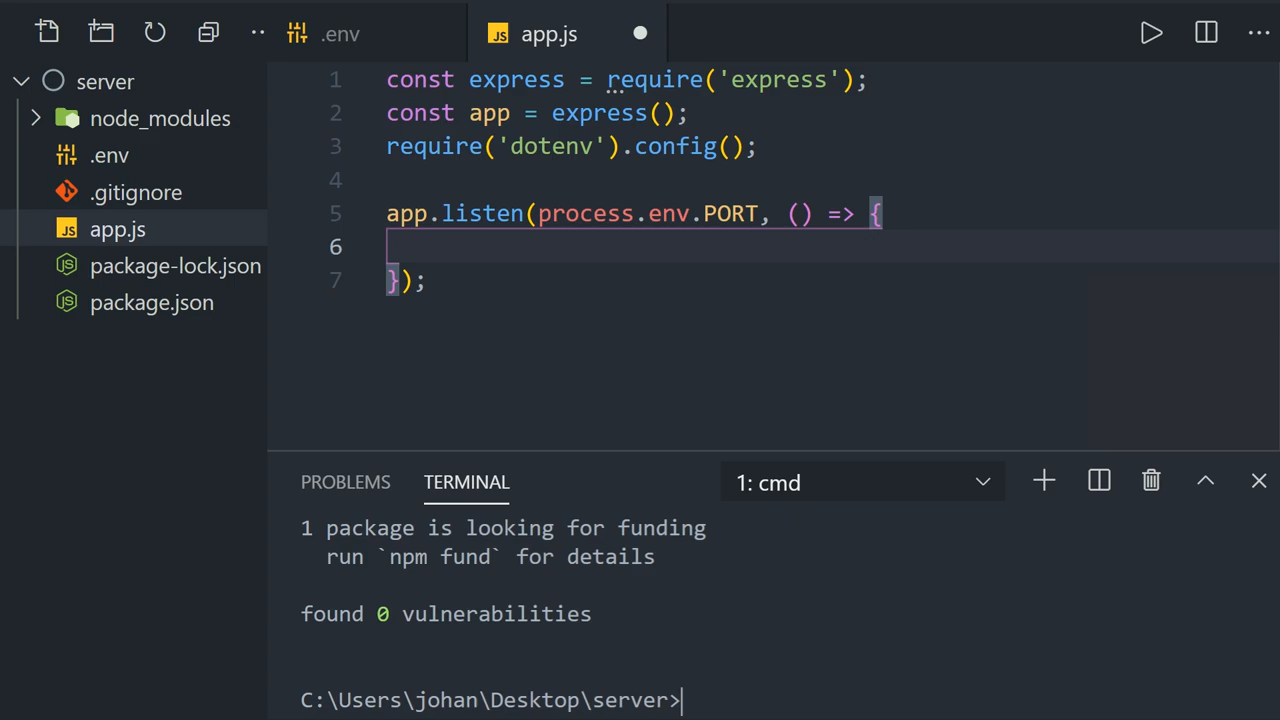 .env
JS app.js
server
node_modules
.env
.gitignore
JS app.js
package-lock.json
package.json
1 const express = require('express');
2 const app = express();
3 require('dotenv').config();
4
5 app.listen(process.env.PORT, () => {
6
7 });
PROBLEMS TERMINAL 1: cmd
1 package is looking for funding
run `npm fund` for details
found 0 vulnerabilities
C:\Users\johan\Desktop\server>